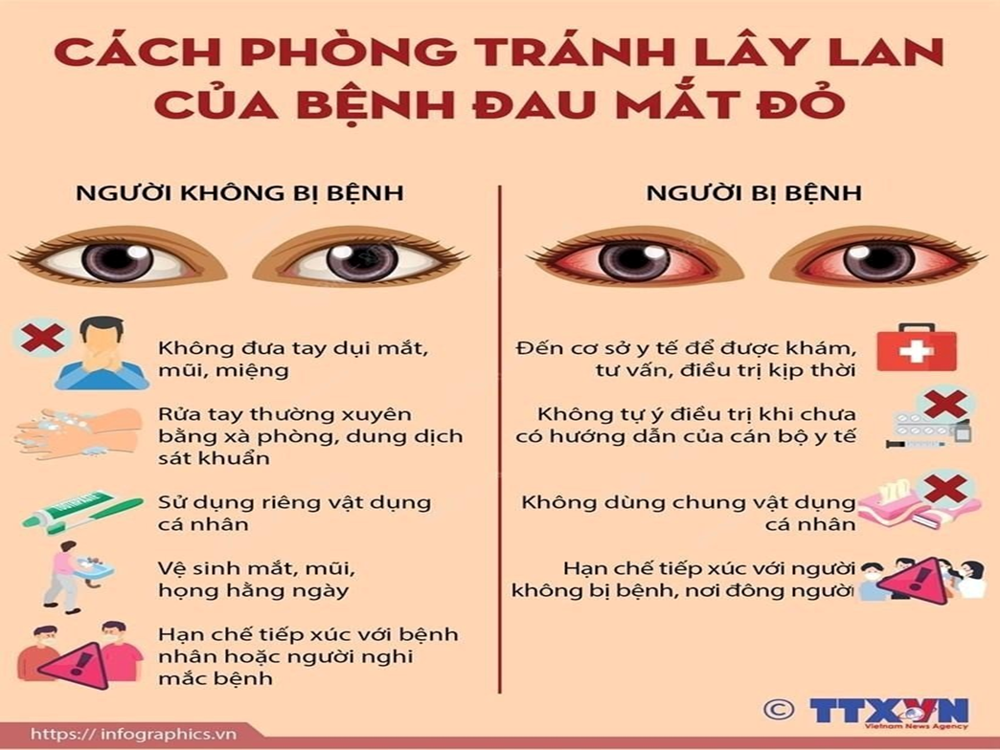 CÁCH PHÒNG TRÁNH LÂY LAN
CỦA BỆNH ĐAU MẮT ĐỎ
NGƯỜI KHÔNG BỊ BỆNH
Không đưa tay dụi mắt,
mũi, miệng
Rửa tay thường xuyên
bằng xà phòng, dung dịch
sát khuẩn
Sử dụng riêng vật dụng
cá nhân
Vệ sinh mắt, mũi,
họng hằng ngày
Hạn chế tiếp xúc với bệnh
nhân hoặc người nghi
mắc bệnh
NGƯỜI BỊ BỆNH
Đến cơ sở y tế để được khám,
tư vấn, điều trị kịp thời
Không tự ý điều trị khi chưa
có hướng dẫn của cán bộ y tế
Không dùng chung vật dụng
cá nhân
Hạn chế tiếp xúc với người
không bị bệnh, nơi đông người
© TTXVN
Vietnam News Agency
https:// infographics.vn